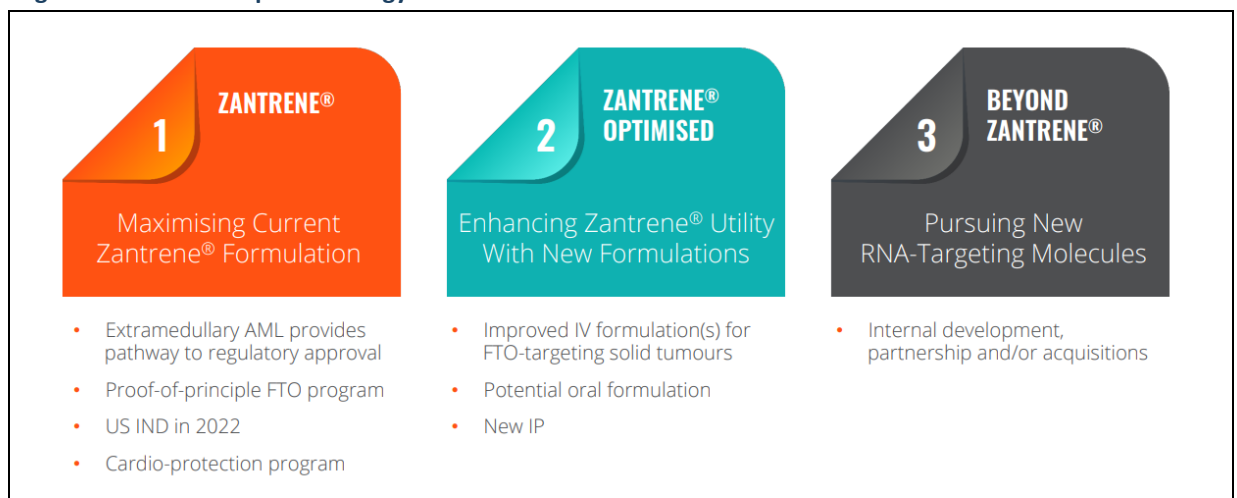 1
ZANTRENE®
Maximising Current
Zantrene® Formulation
• Extramedullary AML provides
pathway to regulatory approval
• Proof-of-principle FTO program
• US IND in 2022
• Cardio-protection program
2
ZANTRENE®
OPTIMISED
Enhancing Zantrene® Utility
With New Formulations
• Improved IV formulation(s) for
FTO-targeting solid tumours
• Potential oral formulation
• New IP
3
BEYOND
ZANTRENE®
Pursuing New
RNA-Targeting Molecules
• Internal development,
partnership and/or acquisitions